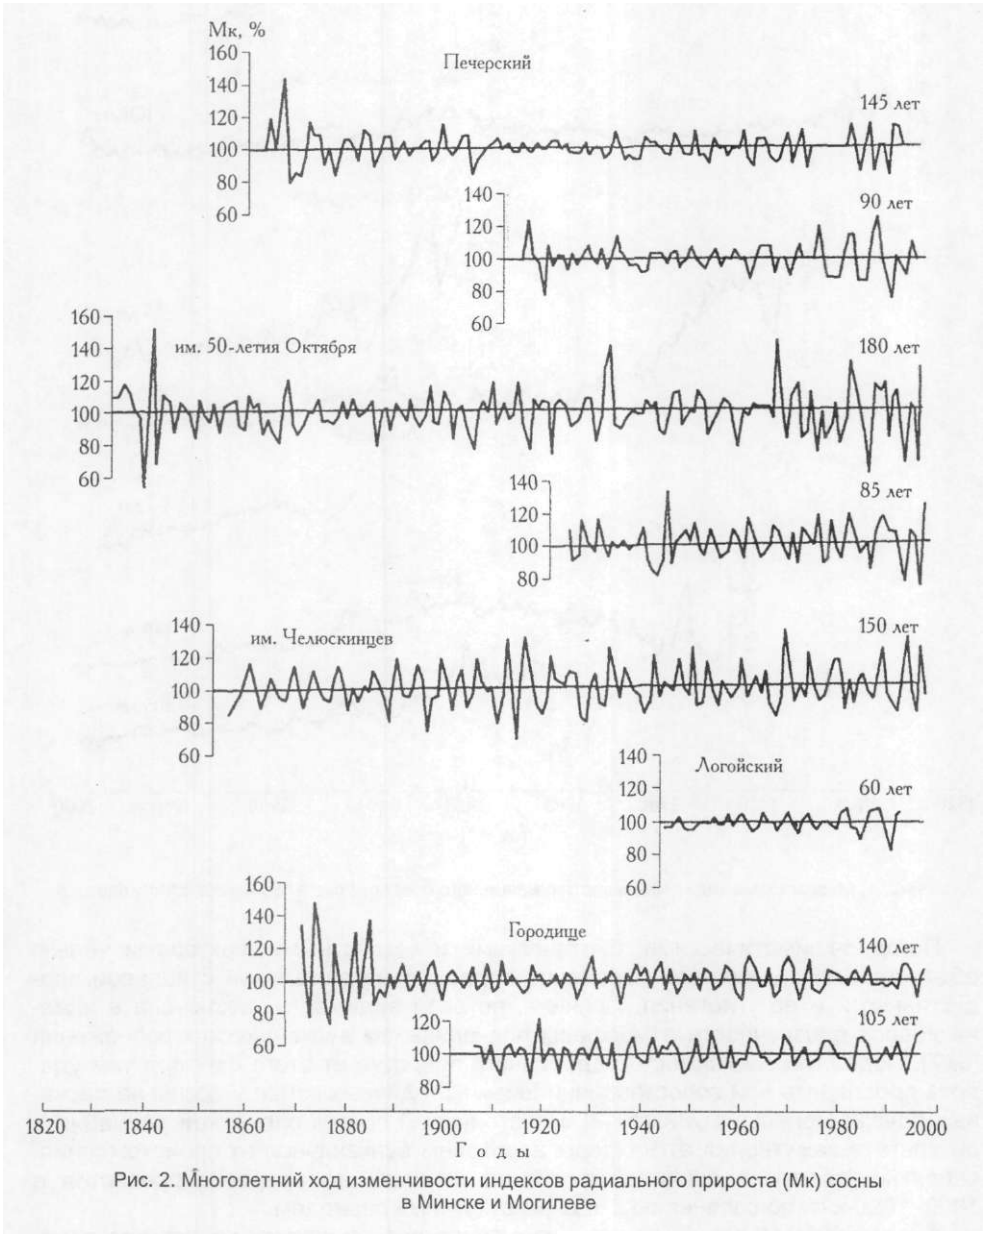 Мк, %
160
140
120
100
80
60
Печерский
145 лет
140
120
100
80
60
90 лет
160
140
120
100
80
60
им. 50-летия Октября
180 лет
140
120
100
80
85 лет
140
120
100
80
60
им. Челюскинцев
150 лет
140
120
100
80
60
Логойский
60 лет
160
140
120
100
80
60
Городище
140 лет
120
100
80
105 лет
1820 1840 1860 1880 1900 1920 1940 1960 1980 2000
Годы
Рис. 2. Многолетний ход изменчивости индексов радиального прироста (Мк) сосны
в Минске и Могилеве